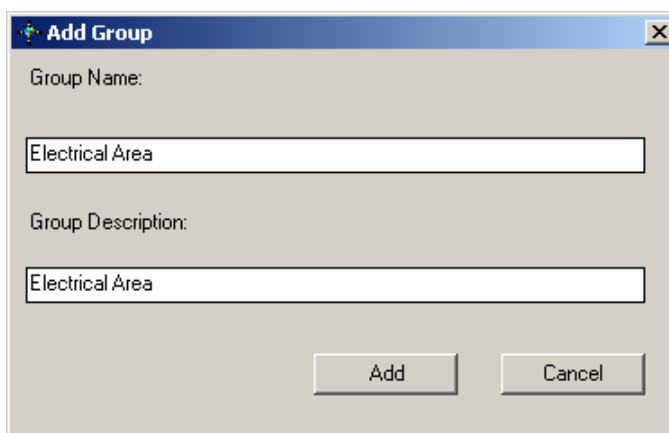 Add Group
Group Name:
Electrical Area
Group Description:
Electrical Area
Add Cancel